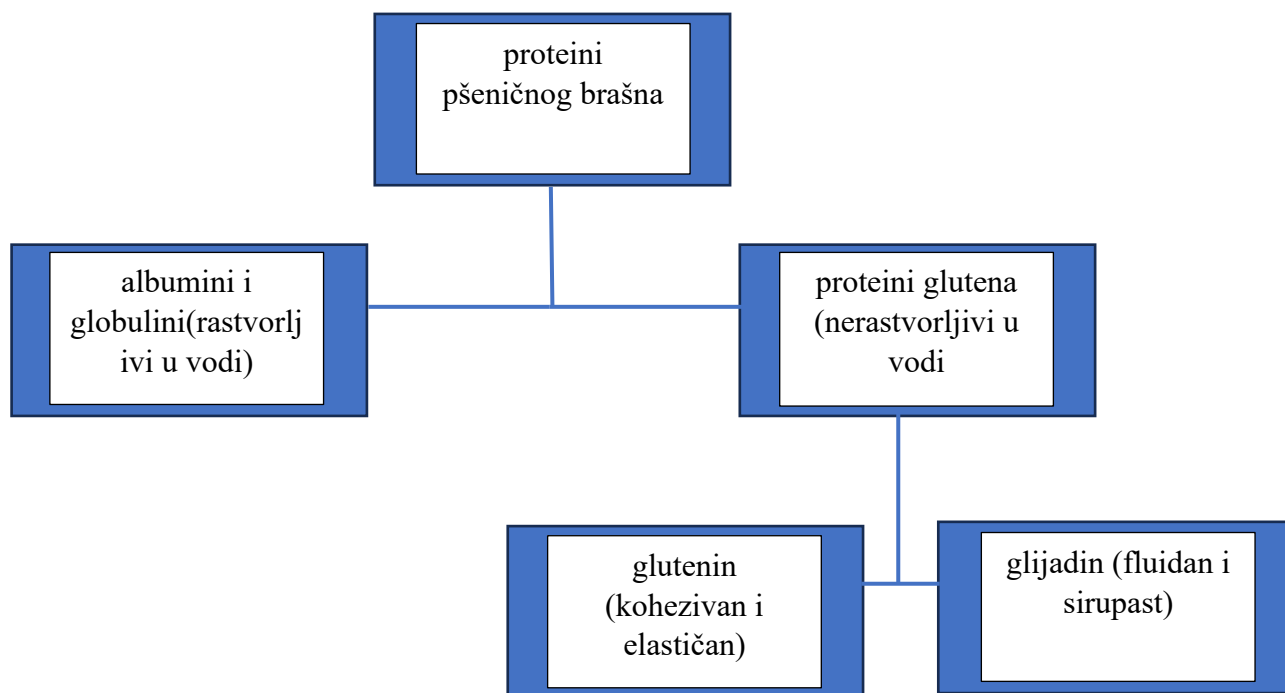 proteini
pšeničnog brašna
albumini i
globulini(rastvorlj
ivi u vodi)
proteini glutena
(nerastvorljivi u
vodi
glutenin
(kohezivan i
elastičan)
glijadin (fluidan i
sirupast)